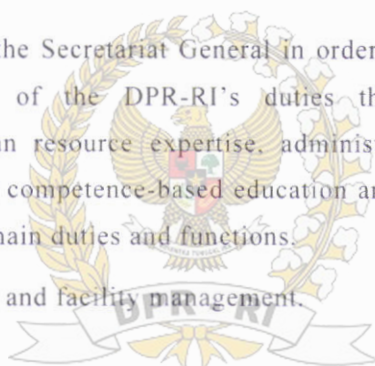 the Secretariat General in order
of the DPR-RI's duties th
n resource expertise, adminis
competence-based education a
ain duties and functions.
and facility management.
DPR - RI